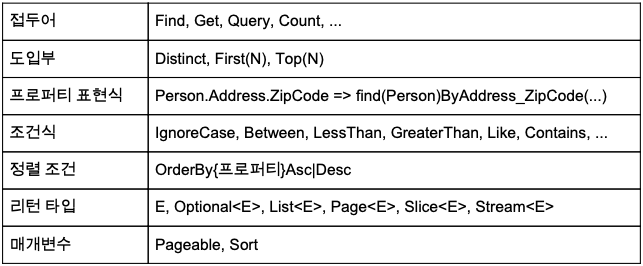 접두어 Find, Get, Query, Count, ...
도입부 Distinct, First(N), Top(N)
프로퍼티 표현식 Person.Address.ZipCode => find(Person)ByAddress_ZipCode(...)
조건식 IgnoreCase, Between, LessThan, GreaterThan, Like, Contains, ...
정렬 조건 OrderBy{프로퍼티}Asc|Desc
리턴 타입 E, Optional<E>, List<E>, Page<E>, Slice<E>, Stream<E>
매개변수 Pageable, Sort